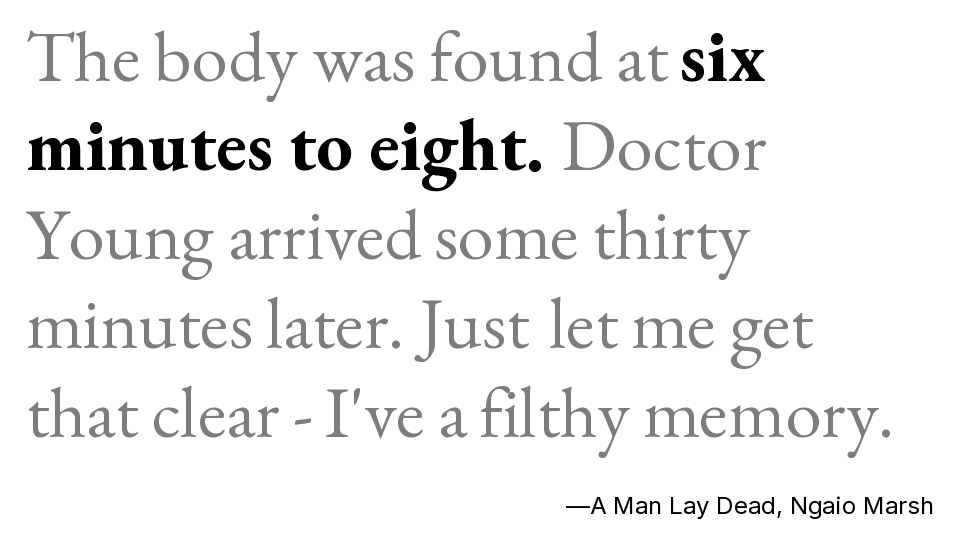 The body was found at six
minutes to eight. Doctor
Young arrived some thirty
minutes later. Just let me get
that clear - I've a filthy memory.
—A Man Lay Dead, Ngaio Marsh